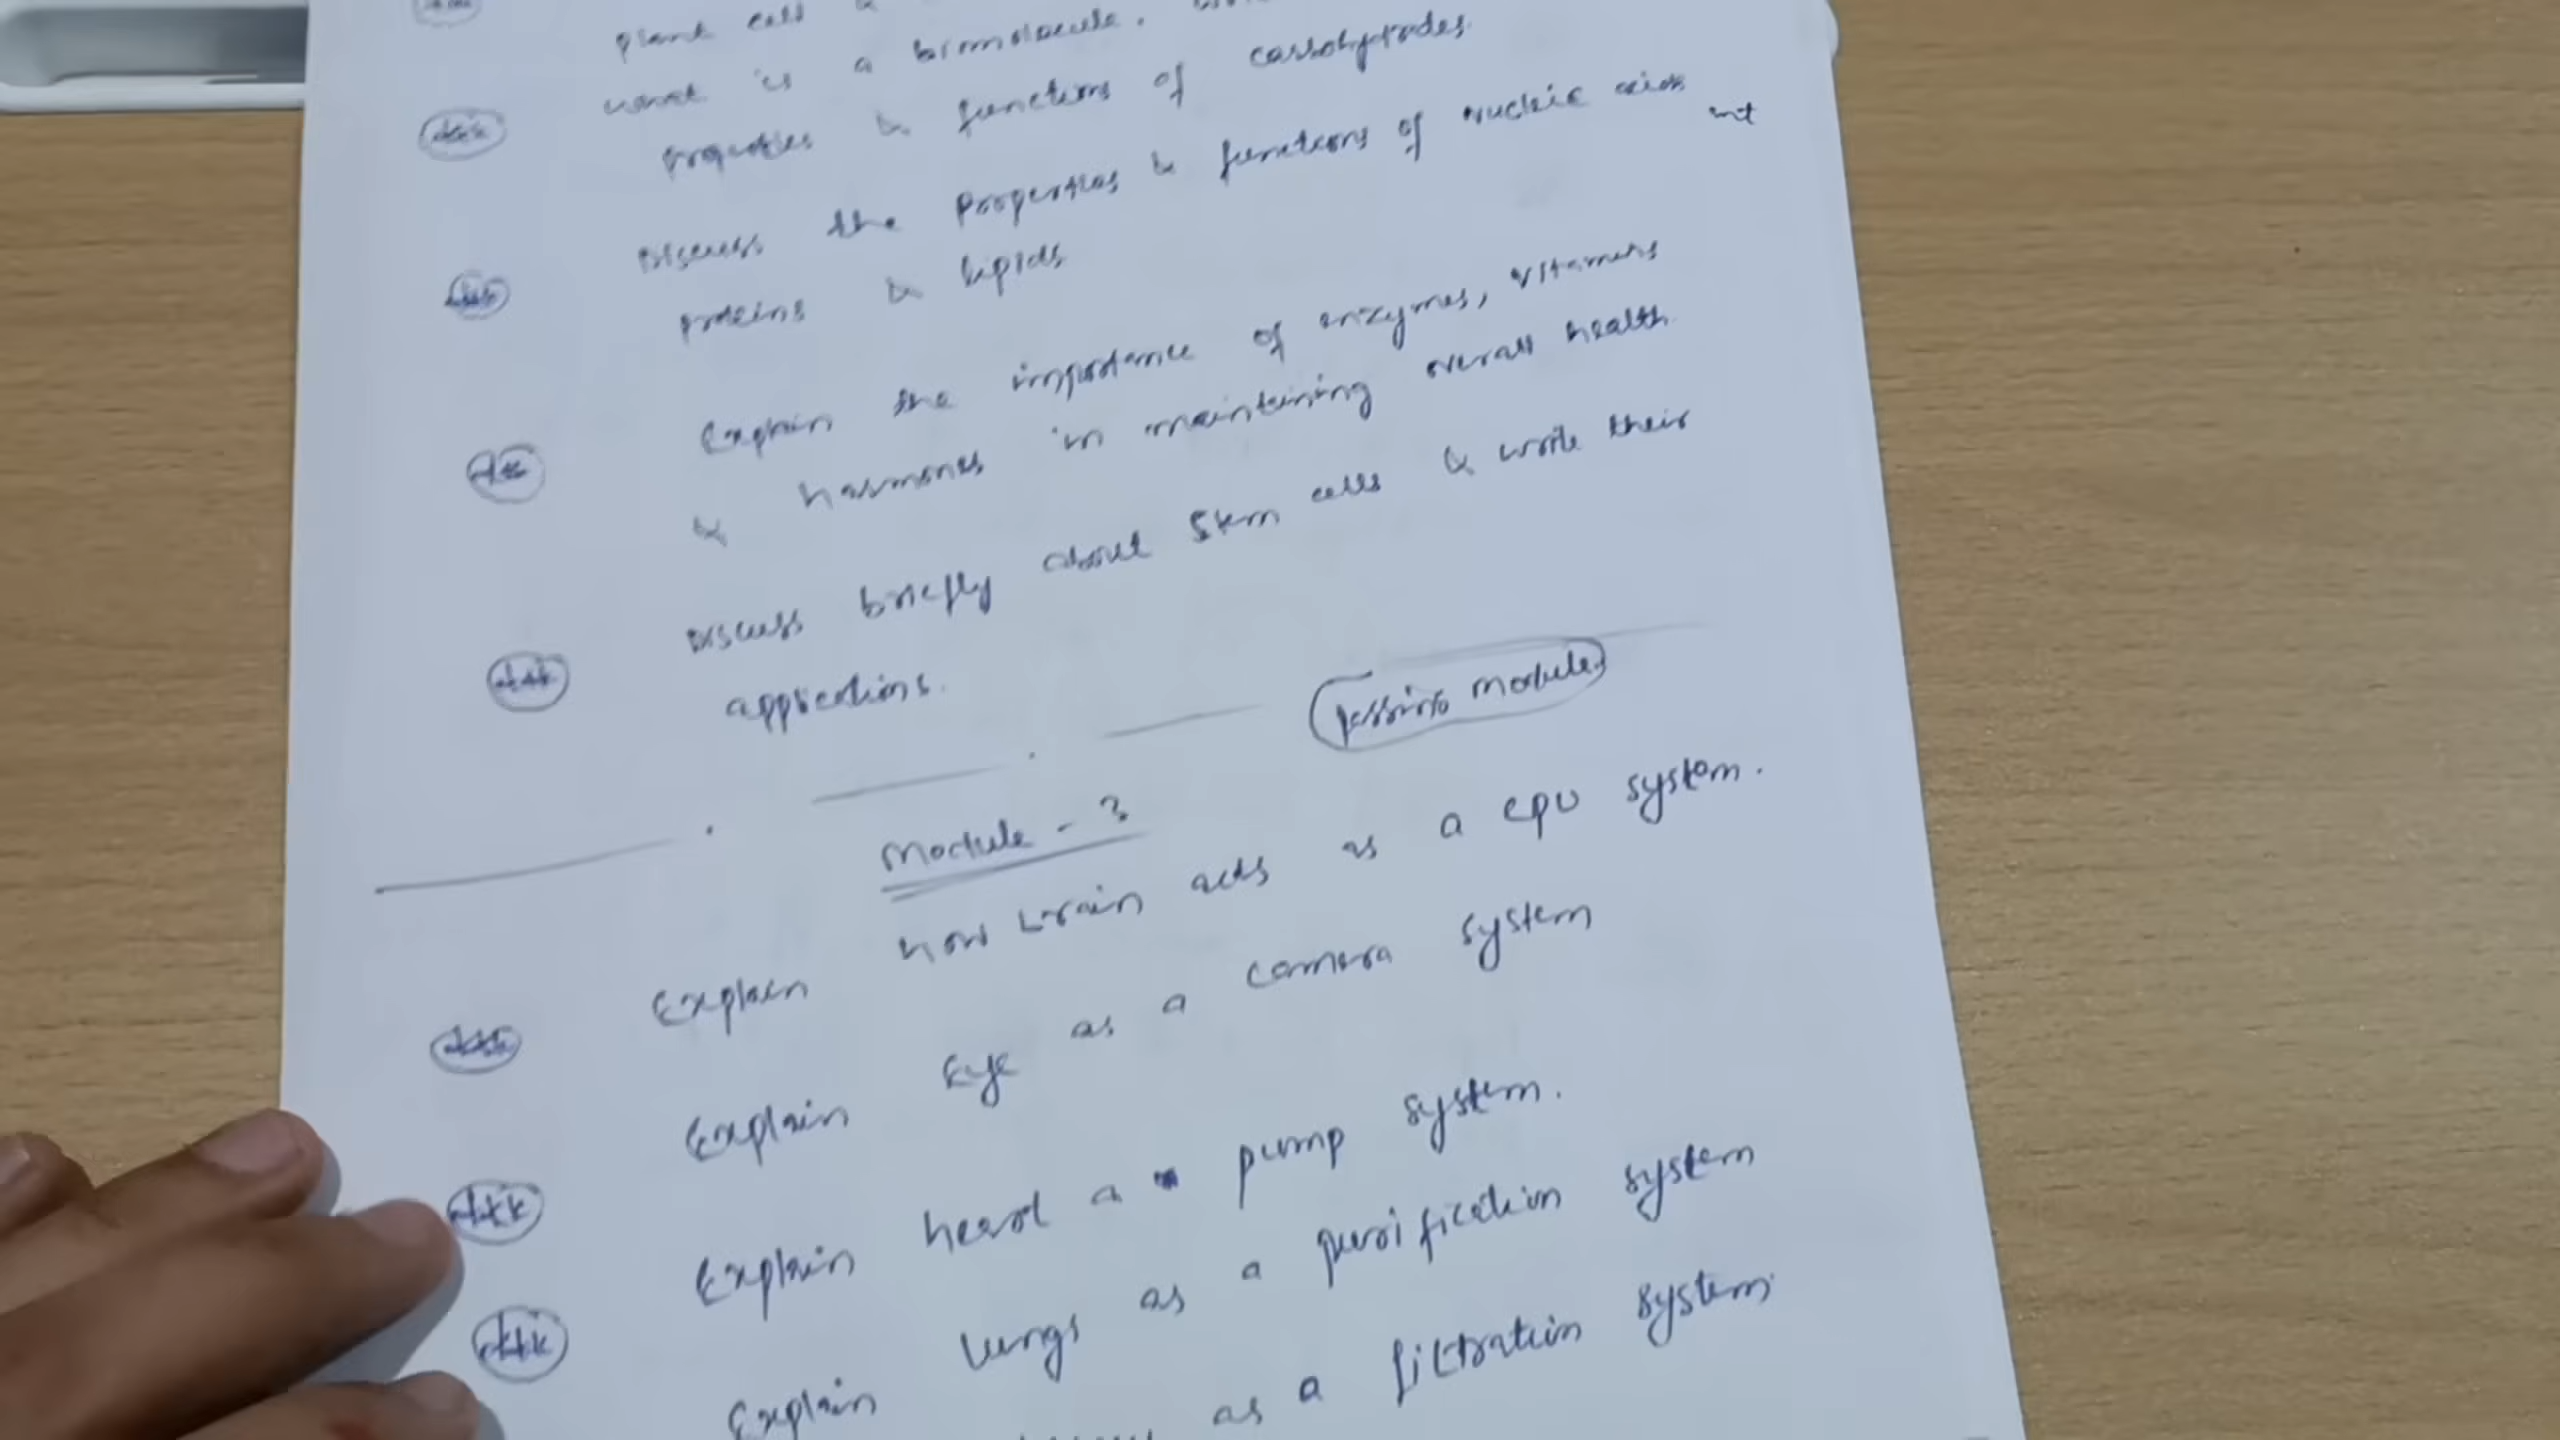 plant cell &
what is a biomolecule.
properties & functions of carbohydrates
Discuss the properties & functions of nucleic acids
proteins & lipids
Explain the importance of enzymes, vitamins
& harmones in maintaining overall health
Discuss briefly about stem cells & write their
applications.
passing module
Module - 3
Explain how brain acts as a CPU system.
Explain Eye as a camera system
Explain heart a pump system.
Explain lungs as a purification system
as a filtration system